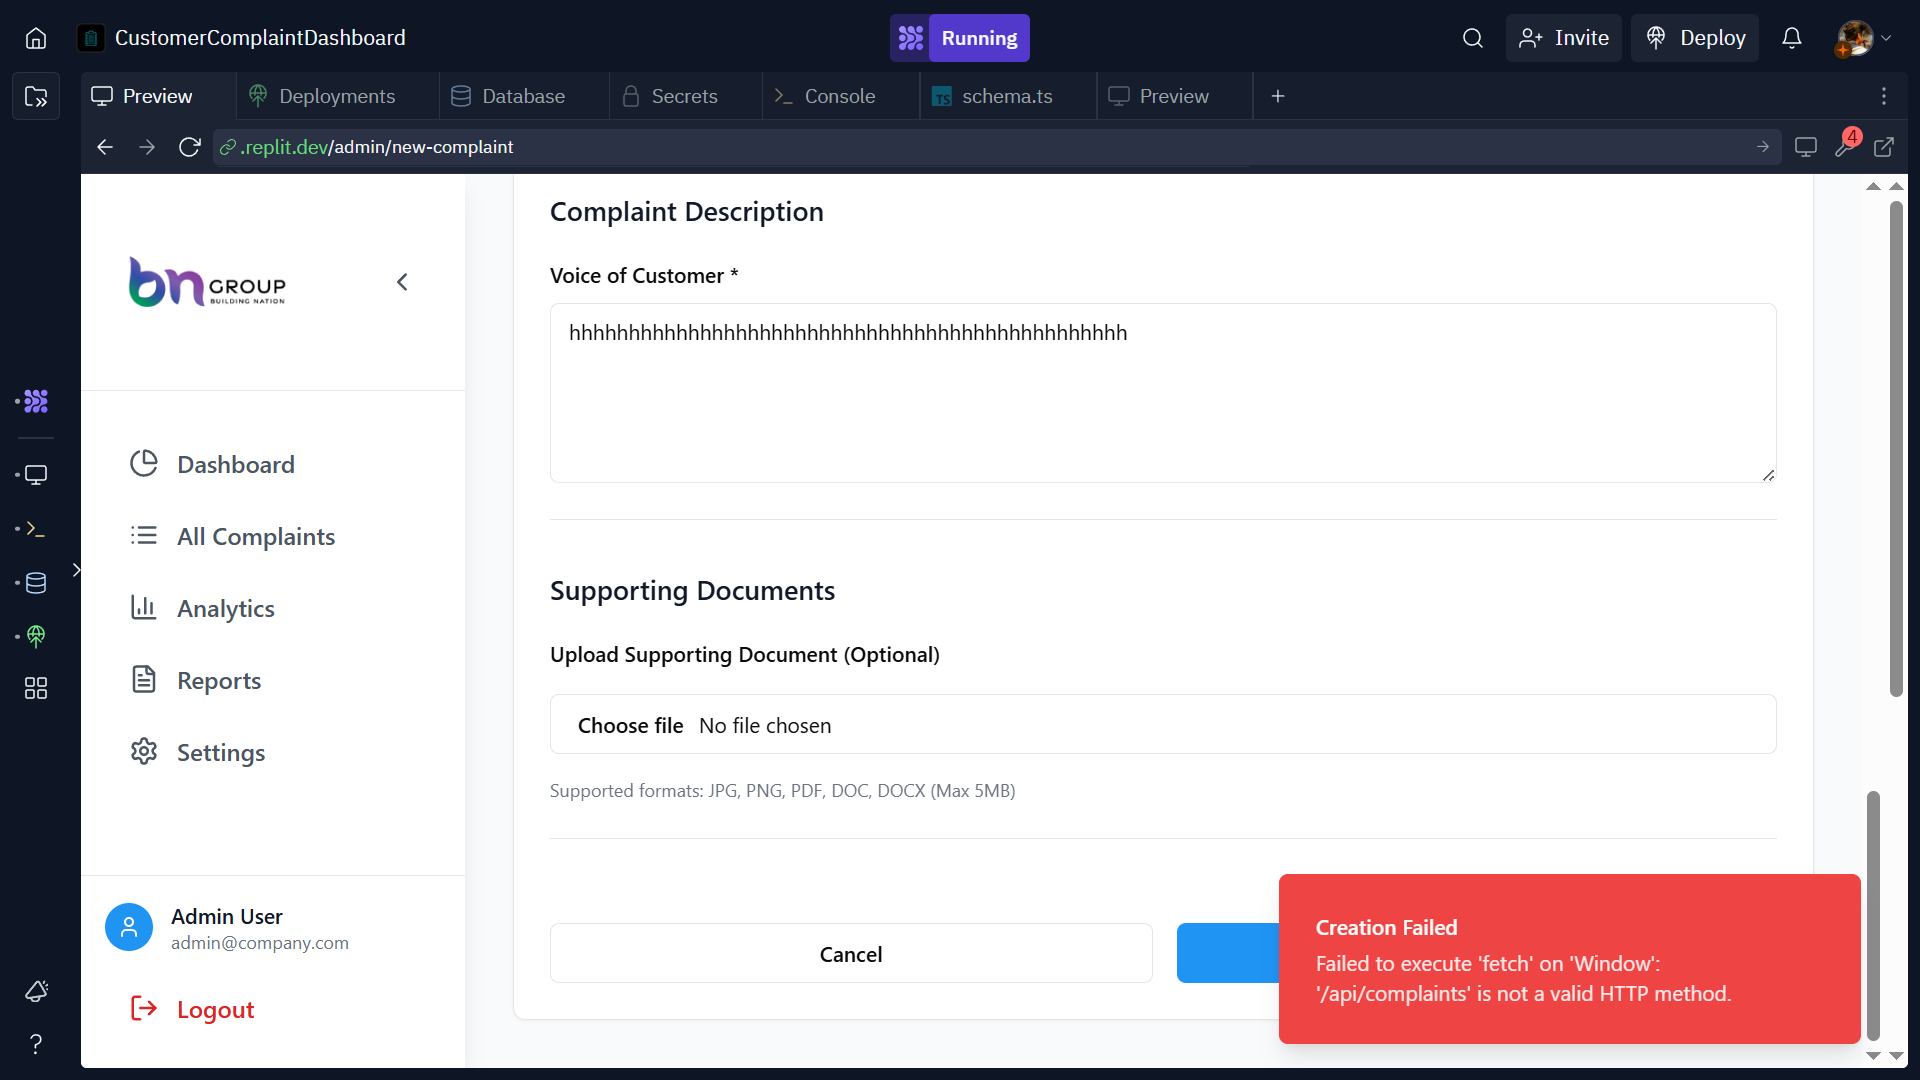 CustomerComplaintDashboard
Running
Invite
Deploy
Preview
Deployments
Database
Secrets
Console
TS schema.ts
Preview
.replit.dev/admin/new-complaint
4
bn GROUP
BUILDING NATION
Dashboard
All Complaints
Analytics
Reports
Settings
Admin User
admin@company.com
Logout
Complaint Description
Voice of Customer *
hhhhhhhhhhhhhhhhhhhhhhhhhhhhhhhhhhhhhhhhhhhhhhh
Supporting Documents
Upload Supporting Document (Optional)
Choose file No file chosen
Supported formats: JPG, PNG, PDF, DOC, DOCX (Max 5MB)
Cancel
Creation Failed
Failed to execute 'fetch' on 'Window':
'/api/complaints' is not a valid HTTP method.